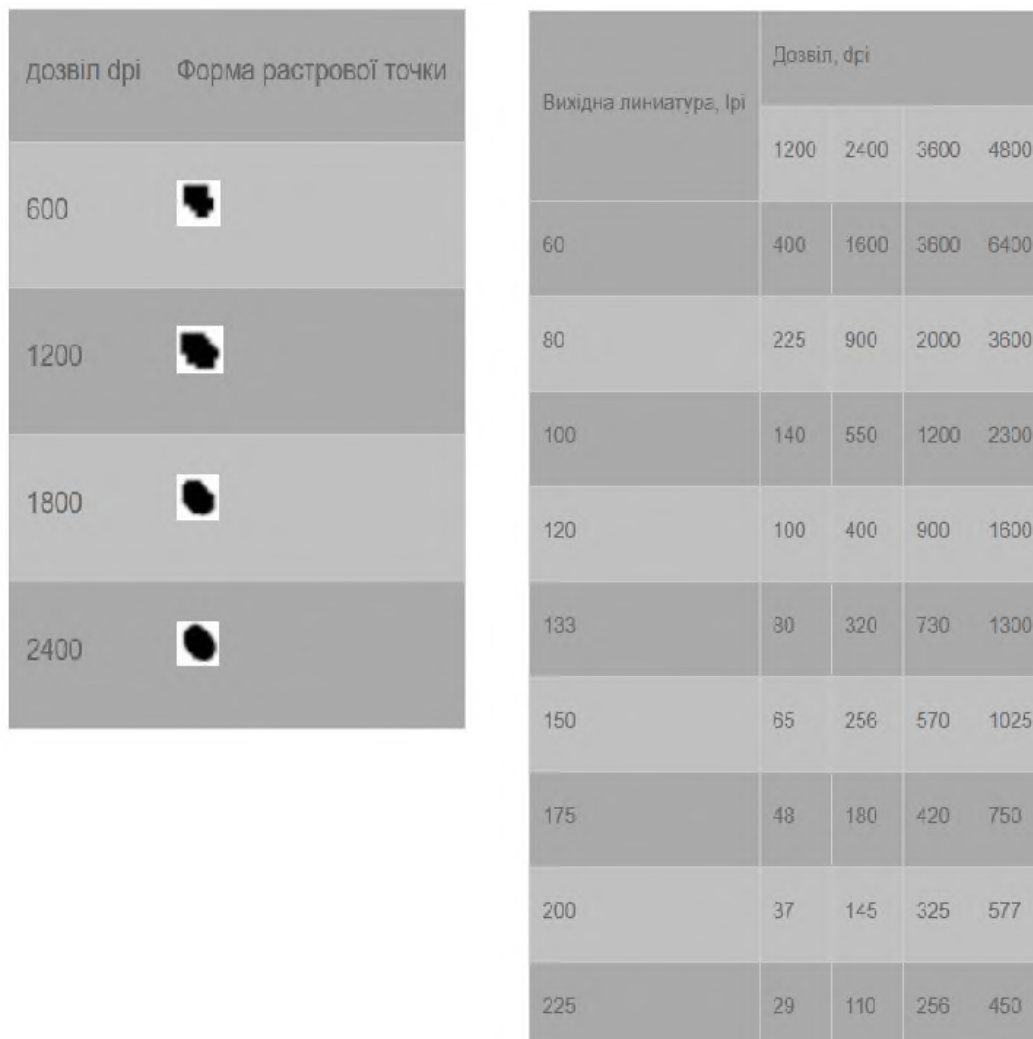 дозвіл dpi Форма растрової точки
600
1200
1800
2400
Вихідна линиатура, lpi Дозвіл, dpi
1200 2400 3600 4800
60 400 1600 3600 6400
80 225 900 2000 3600
100 140 550 1200 2300
120 100 400 900 1600
133 80 320 730 1300
150 65 256 570 1025
175 48 180 420 750
200 37 145 325 577
225 29 110 256 450